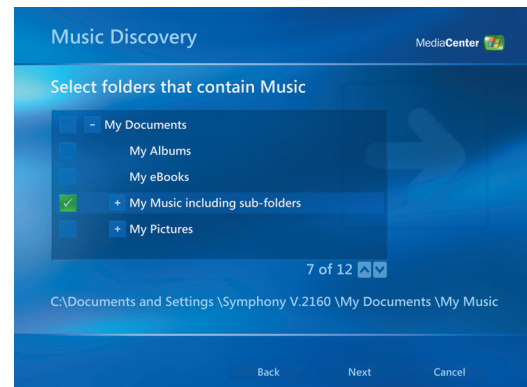 Music Discovery
MediaCenter
Select folders that contain Music
- My Documents
My Albums
My eBooks
+ My Music including sub-folders
+ My Pictures
7 of 12
C:\Documents and Settings \Symphony V.2160 \My Documents \My Music
Back Next Cancel